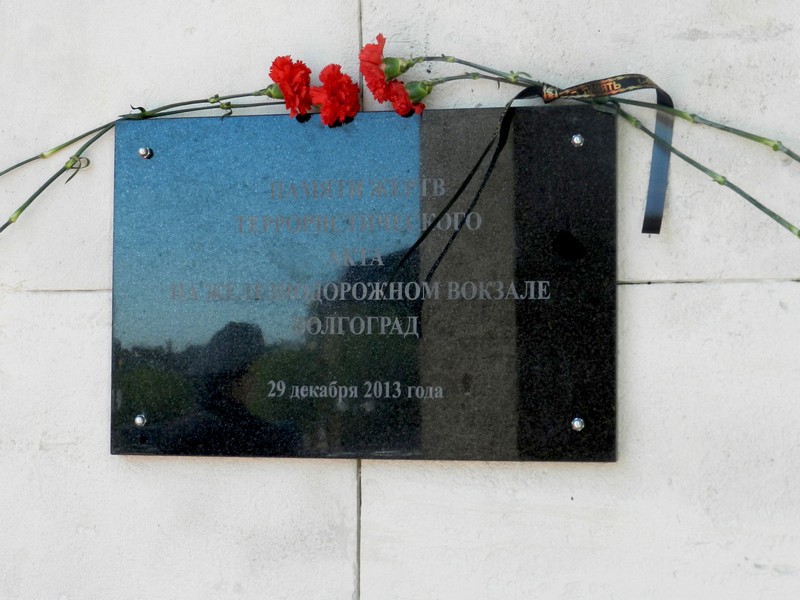 ПАМЯТИ ЖЕРТВ
ТЕРРОРИСТИЧЕСКОГО
АКТА
НА ЖЕЛЕЗНОДОРОЖНОМ ВОКЗАЛЕ
ВОЛГОГРАД
29 декабря 2013 года